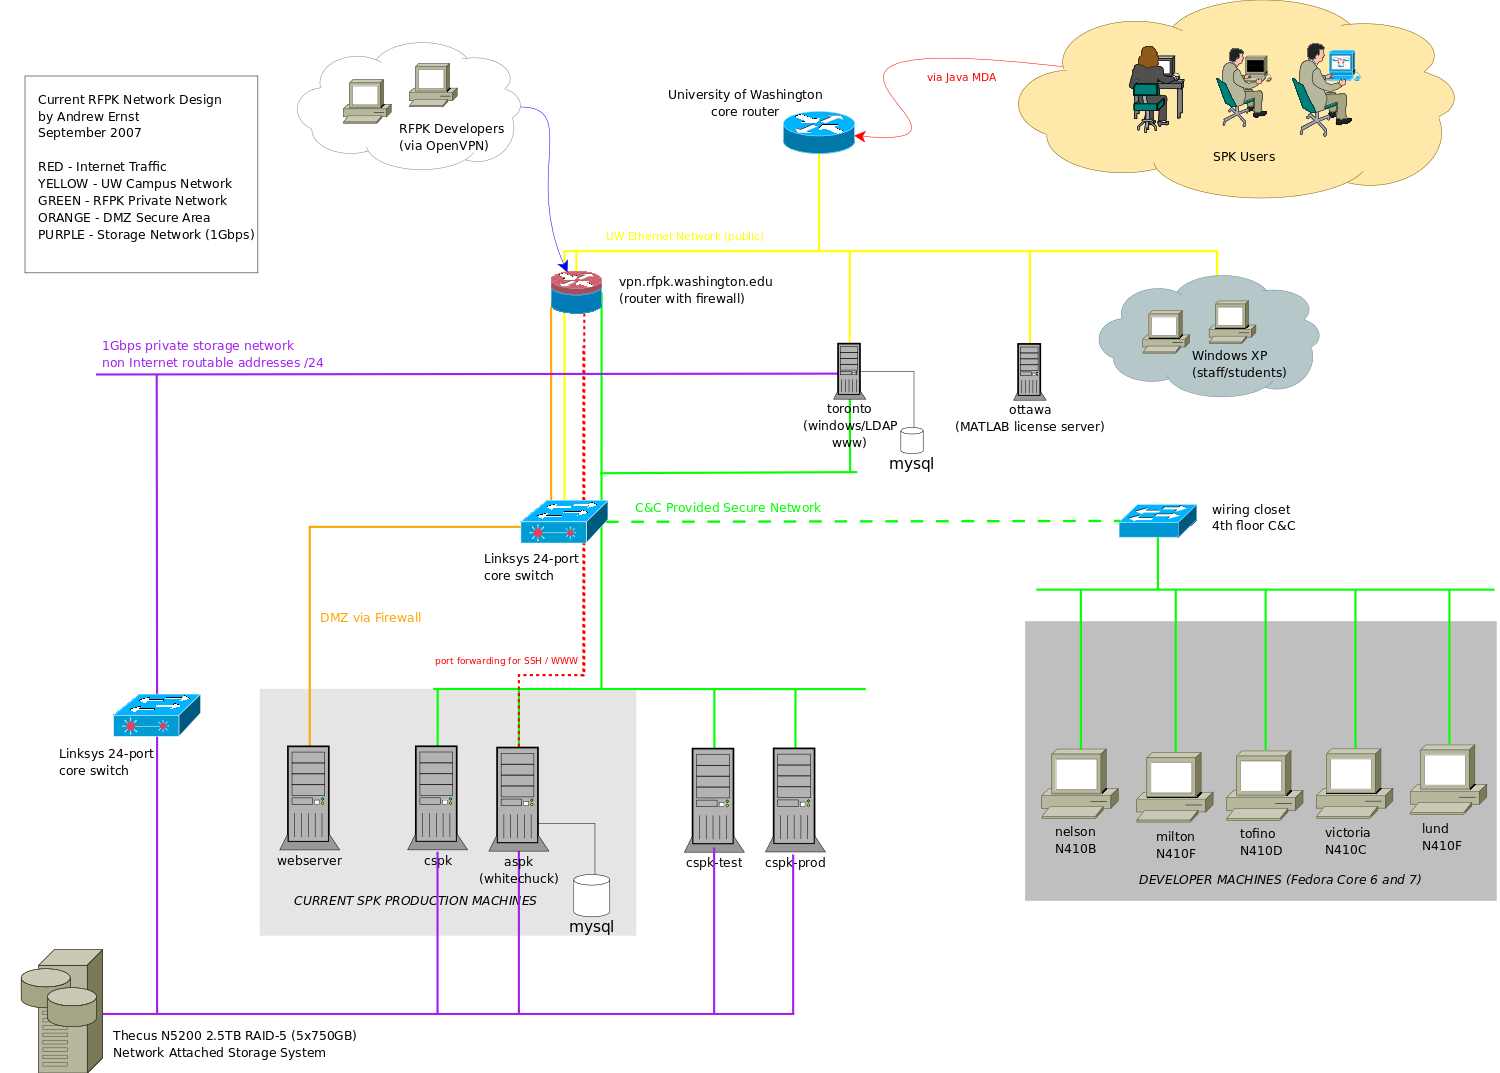 Current RFPK Network Design
by Andrew Ernst
September 2007
RED - Internet Traffic
YELLOW - UW Campus Network
GREEN - RFPK Private Network
ORANGE - DMZ Secure Area
PURPLE - Storage Network (1Gbps)
RFPK Developers
(via OpenVPN)
University of Washington
core router
via Java MDA
SPK Users
UW Ethernet Network (public)
vpn.rfpk.washington.edu
(router with firewall)
1Gbps private storage network
non Internet routable addresses /24
Windows XP
(staff/students)
toronto
(windows/LDAP
www)
mysql
ottawa
(MATLAB license server)
C&C Provided Secure Network
wiring closet
4th floor C&C
Linksys 24-port
core switch
DMZ via Firewall
port forwarding for SSH / WWW
Linksys 24-port
core switch
webserver
cspk
aspk
(whitechuck)
cspk-test
cspk-prod
CURRENT SPK PRODUCTION MACHINES
mysql
nelson
N410B
milton
N410F
tofino
N410D
victoria
N410C
lund
N410F
DEVELOPER MACHINES (Fedora Core 6 and 7)
Thecus N5200 2.5TB RAID-5 (5x750GB)
Network Attached Storage System